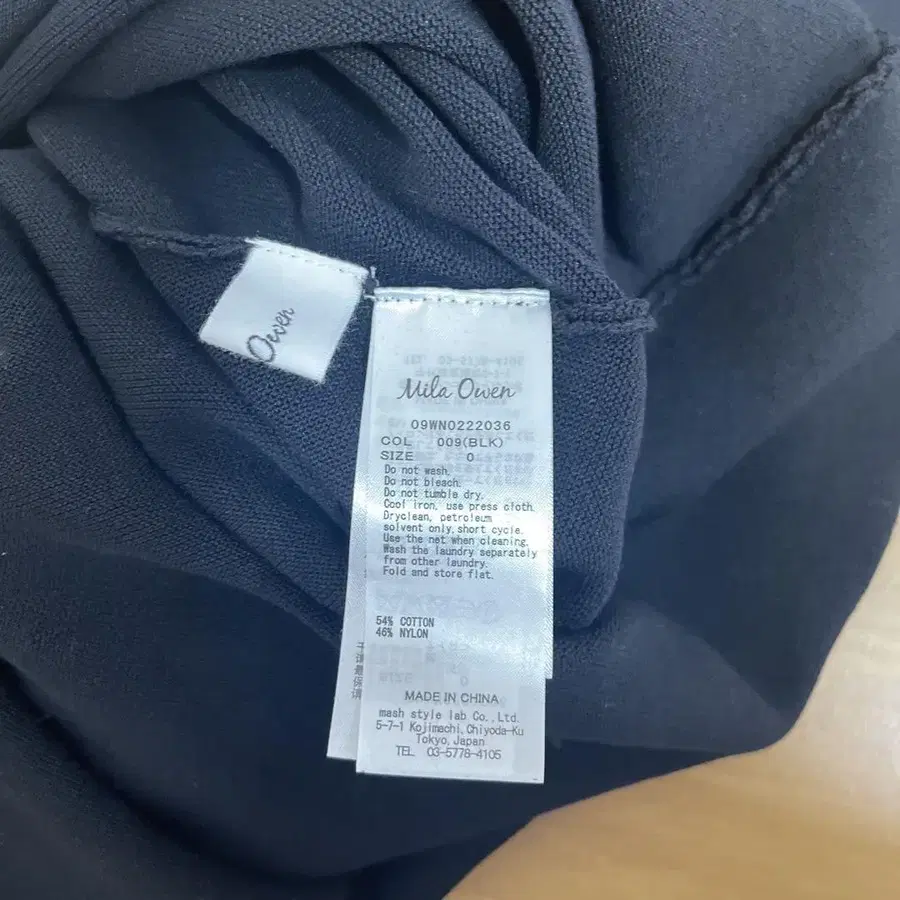 Owen
Mila Owen
09WN0222036
COL 009(BLK)
SIZE 0
Do not wash.
Do not bleach.
Do not tumble dry.
Cool iron, use press cloth.
Dryclean, petroleum
solvent only, short cycle.
Use the net when cleaning.
Wash the laundry separately
from other laundry.
Fold and store flat.
54% COTTON
46% NYLON
MADE IN CHINA
mash style lab Co., Ltd.
5-7-1 Kojimachi, Chiyoda-Ku
Tokyo, Japan
TEL 03-5778-4105